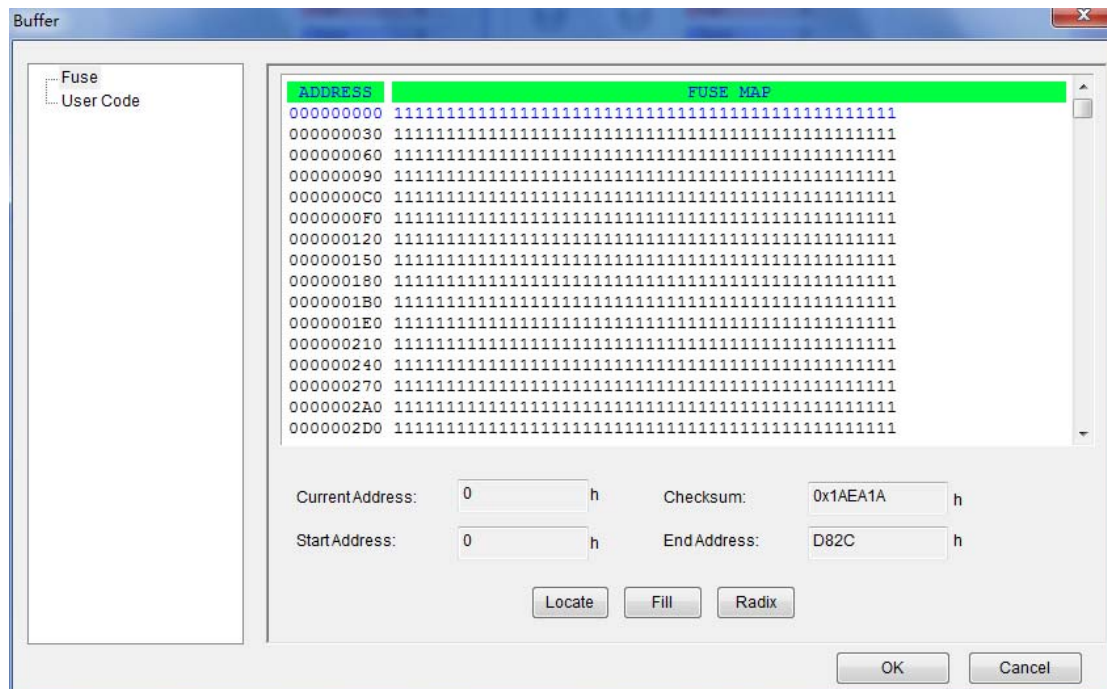 Buffer
Fuse
User Code
ADDRESS FUSE MAP
000000000 111111111111111111111111111111111111111111111111
000000030 111111111111111111111111111111111111111111111111
000000060 111111111111111111111111111111111111111111111111
000000090 111111111111111111111111111111111111111111111111
0000000C0 111111111111111111111111111111111111111111111111
0000000F0 111111111111111111111111111111111111111111111111
000000120 111111111111111111111111111111111111111111111111
000000150 111111111111111111111111111111111111111111111111
000000180 111111111111111111111111111111111111111111111111
0000001B0 111111111111111111111111111111111111111111111111
0000001E0 111111111111111111111111111111111111111111111111
000000210 111111111111111111111111111111111111111111111111
000000240 111111111111111111111111111111111111111111111111
000000270 111111111111111111111111111111111111111111111111
0000002A0 111111111111111111111111111111111111111111111111
0000002D0 111111111111111111111111111111111111111111111111
Current Address: 0 h Checksum: 0x1AEA1A h
Start Address: 0 h End Address: D82C h
Locate Fill Radix
OK Cancel